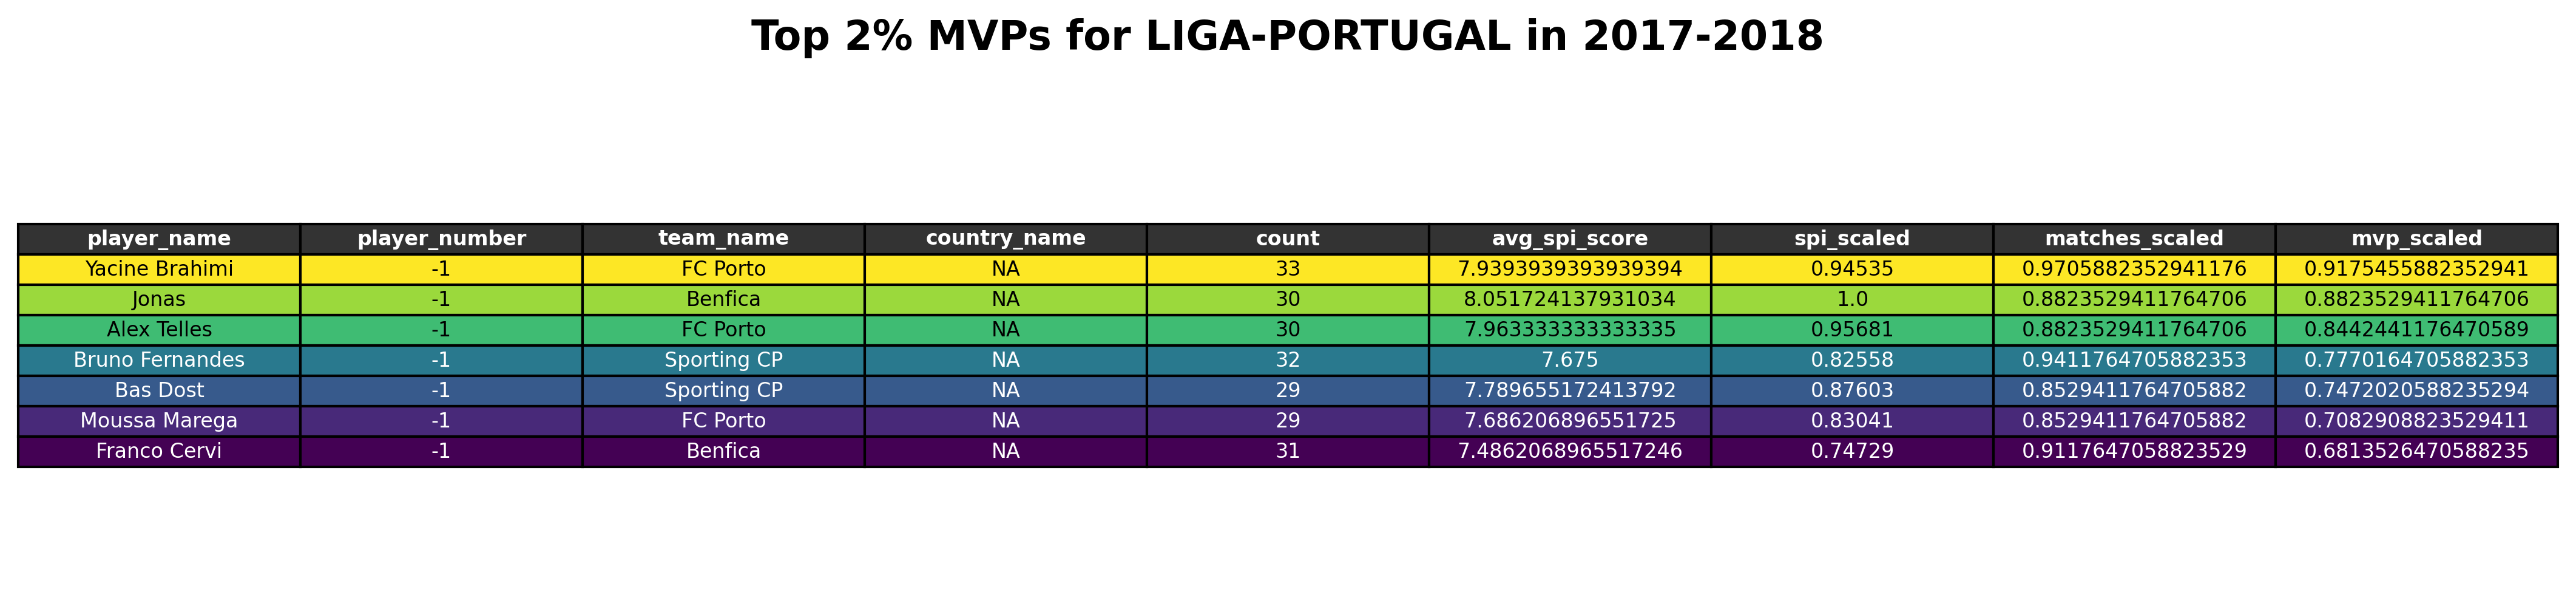 Top 2% MVPs for LIGA-PORTUGAL in 2017-2018
player_name player_number team_name country_name count avg_spi_score spi_scaled matches_scaled mvp_scaled
Yacine Brahimi -1 FC Porto NA 33 7.9393939393939394 0.94535 0.9705882352941176 0.9175455882352941
Jonas -1 Benfica NA 30 8.051724137931034 1.0 0.8823529411764706 0.8823529411764706
Alex Telles -1 FC Porto NA 30 7.963333333333335 0.95681 0.8823529411764706 0.8442441176470589
Bruno Fernandes -1 Sporting CP NA 32 7.675 0.82558 0.9411764705882353 0.7770164705882353
Bas Dost -1 Sporting CP NA 29 7.789655172413792 0.87603 0.8529411764705882 0.7472020588235294
Moussa Marega -1 FC Porto NA 29 7.686206896551725 0.83041 0.8529411764705882 0.7082908823529411
Franco Cervi -1 Benfica NA 31 7.4862068965517246 0.74729 0.9117647058823529 0.6813526470588235